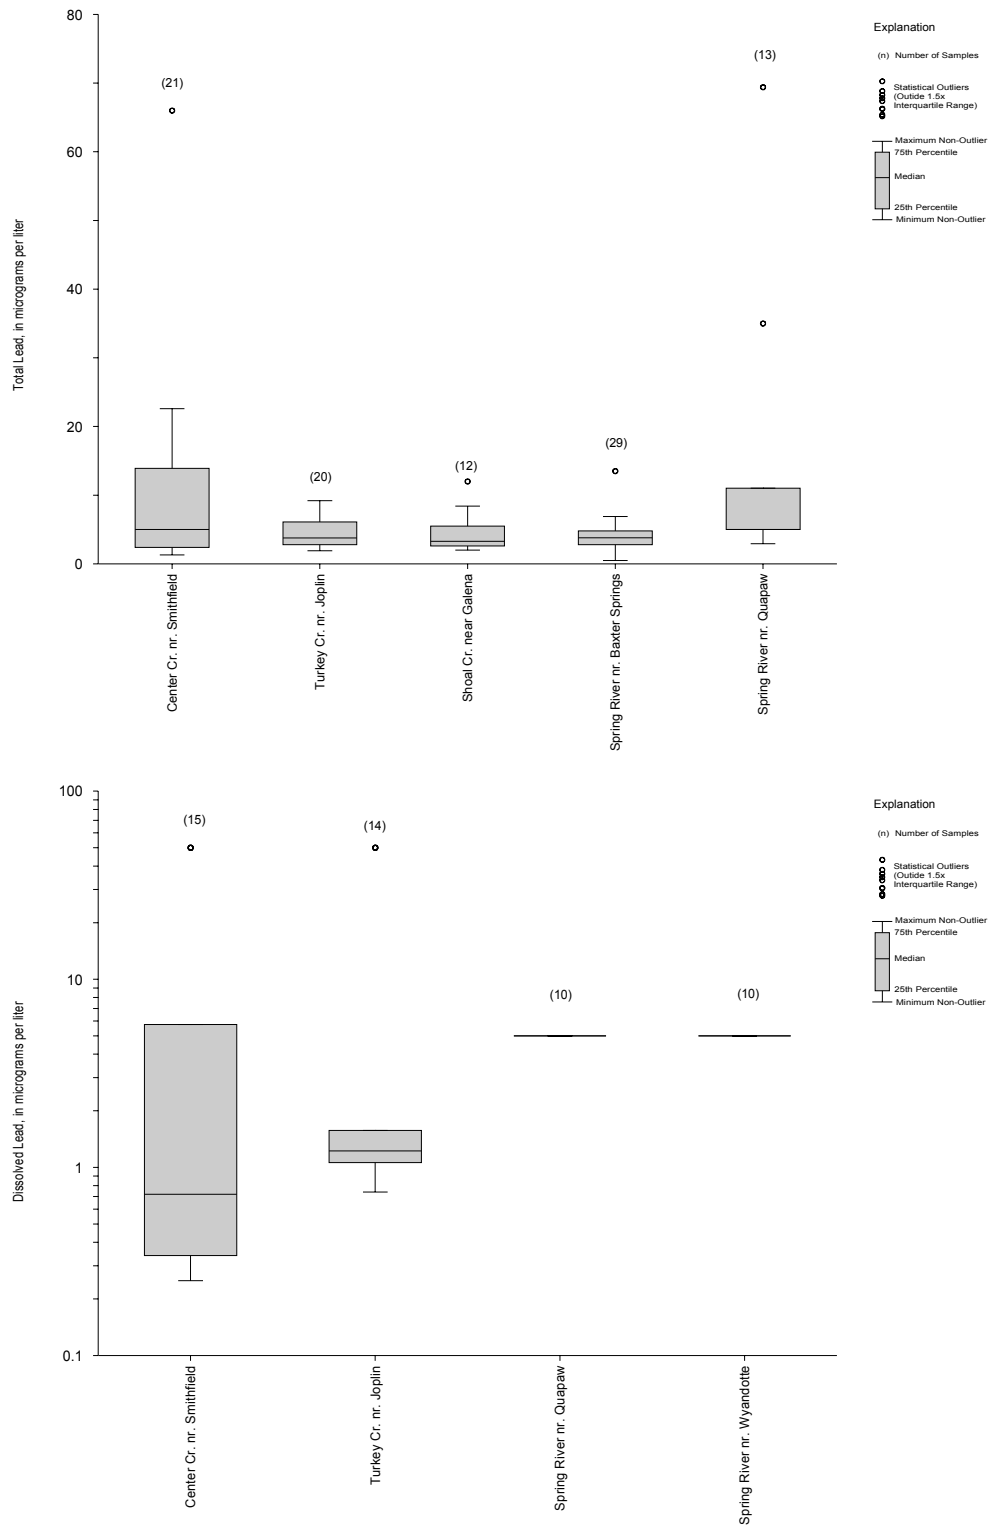 80
60
40
20
0
Total Lead, in micrograms per liter
(21)
(20)
(12)
(29)
(13)
Center Cr. nr. Smithfield
Turkey Cr. nr. Joplin
Shoal Cr. near Galena
Spring River nr. Baxter Springs
Spring River nr. Quapaw
Explanation
(n) Number of Samples
Statistical Outliers
(Outide 1.5x
Interquartile Range)
Maximum Non-Outlier
75th Percentile
Median
25th Percentile
Minimum Non-Outlier
100
10
1
0.1
Dissolved Lead, in micrograms per liter
(15)
(14)
(10)
(10)
Center Cr. nr. Smithfield
Turkey Cr. nr. Joplin
Spring River nr. Quapaw
Spring River nr. Wyandotte
Explanation
(n) Number of Samples
Statistical Outliers
(Outide 1.5x
Interquartile Range)
Maximum Non-Outlier
75th Percentile
Median
25th Percentile
Minimum Non-Outlier